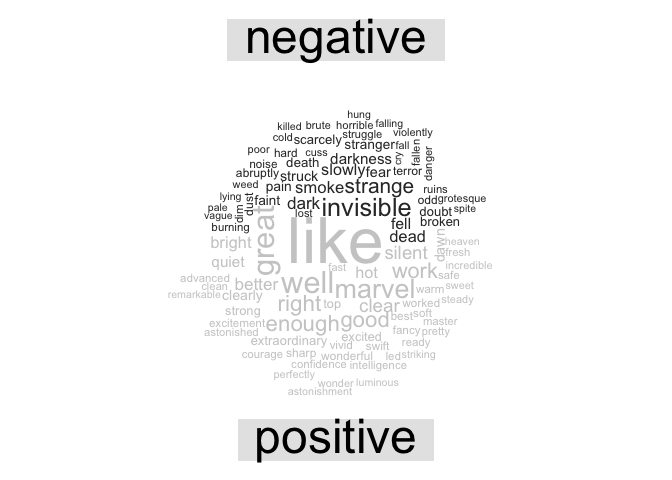 negative
hung
killed brute horrible falling
cold scarcely struggle violently
stranger fall
poor hard cuss darkness cry fallen
noise death slowly fear terror danger
abruptly struck
weed pain smoke strange ruins
lying dust faint dark invisible odd grotesque
pale dim lost doubt spite
vague fell broken
burning dead
great like dawn
bright silent heaven
fresh
quiet fast hot work incredible
advanced better well marvel safe
clean warm sweet
remarkable clearly right top clear worked steady
strong enough good best soft
excitement fancy master
astonished extraordinary excited pretty
vivid swift ready
courage sharp wonderful led striking
confidence intelligence
perfectly
wonder luminous
astonishment
positive